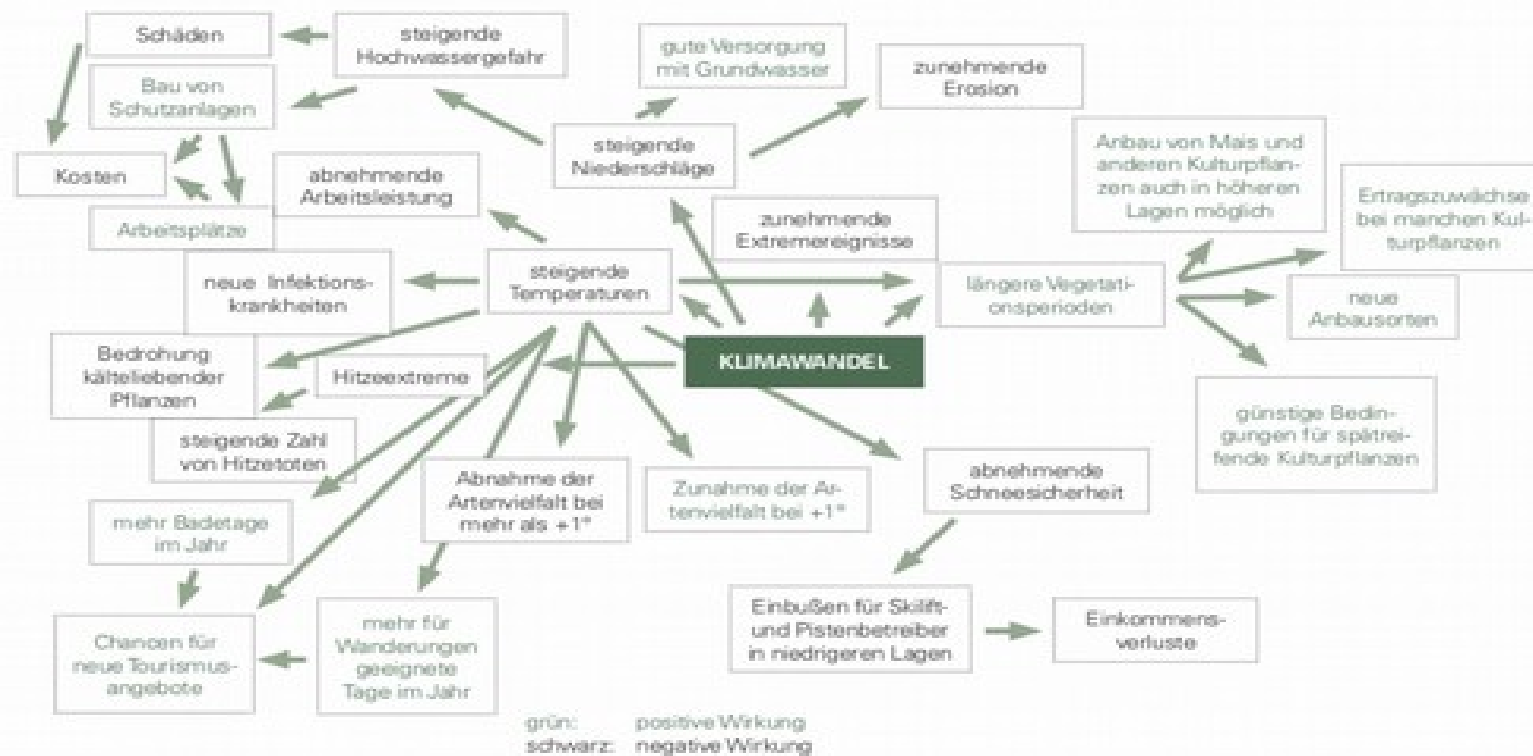 Schäden
steigende
Hochwassergefahr
gute Versorgung
mit Grundwasser
zunehmende
Erosion
Bau von
Schutzanlagen
steigende
Niederschläge
Anbau von Mais und
anderen Kulturpflan-
zen auch in höheren
Lagen möglich
Kosten
abnehmende
Arbeitsleistung
Ertragszuwächse
bei manchen Kul-
turpflanzen
Arbeitsplätze
zunehmende
Extremereignisse
neue Infektions-
krankheiten
steigende
Temperaturen
längere Vegetati-
onsperioden
neue
Anbausorten
Bedrohung
kälteliebender
Pflanzen
Hitzeextreme
KLIMAWANDEL
steigende Zahl
von Hitzetoten
günstige Bedin-
gungen für spätrei-
fende Kulturpflanzen
Abnahme der
Artenvielfalt bei
mehr als +1°
Zunahme der Ar-
tenvielfalt bei +1°
abnehmende
Schneesicherheit
mehr Badetage
im Jahr
Chancen für
neue Tourismus-
angebote
mehr für
Wanderungen
geeignete
Tage im Jahr
Einbußen für Skilift-
und Pistenbetreiber
in niedrigeren Lagen
Einkommens-
verluste
grün: positive Wirkung
schwarz: negative Wirkung